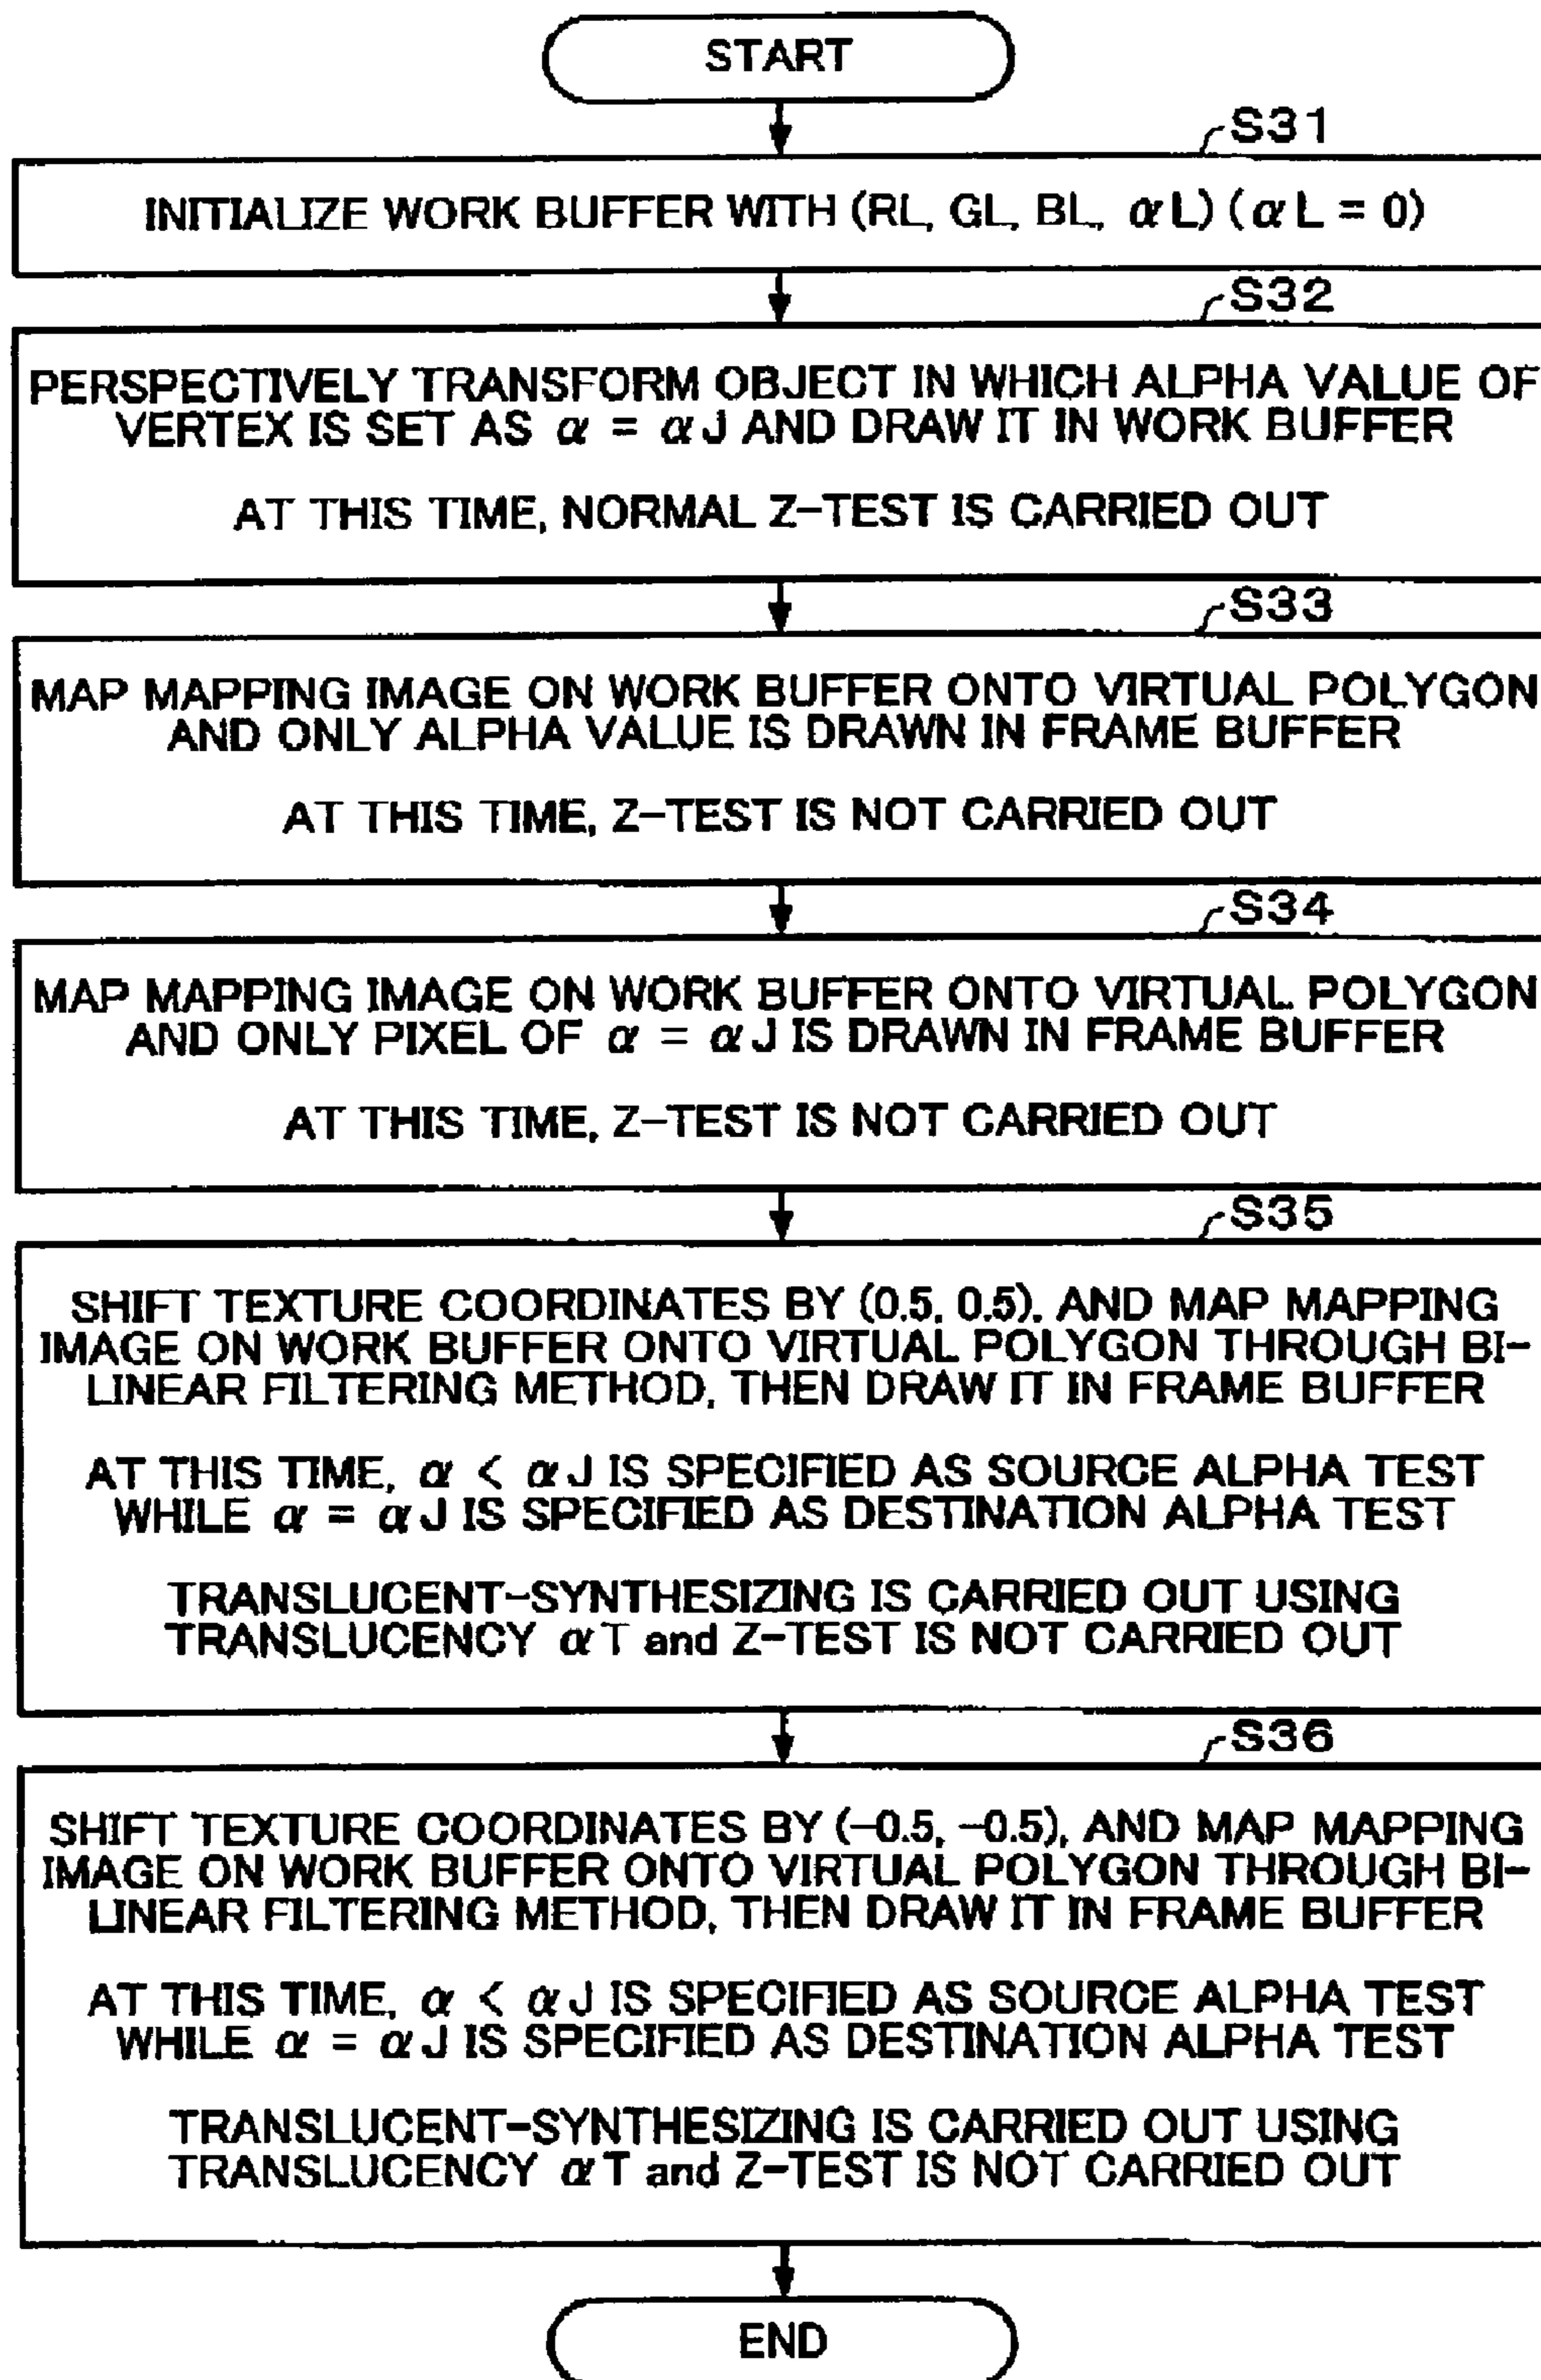 START
S31
INITIALIZE WORK BUFFER WITH (RL, GL, BL, αL) (αL = 0)
S32
PERSPECTIVELY TRANSFORM OBJECT IN WHICH ALPHA VALUE OF
VERTEX IS SET AS α = αJ AND DRAW IT IN WORK BUFFER
AT THIS TIME, NORMAL Z-TEST IS CARRIED OUT
S33
MAP MAPPING IMAGE ON WORK BUFFER ONTO VIRTUAL POLYGON
AND ONLY ALPHA VALUE IS DRAWN IN FRAME BUFFER
AT THIS TIME, Z-TEST IS NOT CARRIED OUT
S34
MAP MAPPING IMAGE ON WORK BUFFER ONTO VIRTUAL POLYGON
AND ONLY PIXEL OF α = αJ IS DRAWN IN FRAME BUFFER
AT THIS TIME, Z-TEST IS NOT CARRIED OUT
S35
SHIFT TEXTURE COORDINATES BY (0.5, 0.5), AND MAP MAPPING
IMAGE ON WORK BUFFER ONTO VIRTUAL POLYGON THROUGH BI-
LINEAR FILTERING METHOD, THEN DRAW IT IN FRAME BUFFER
AT THIS TIME, α < αJ IS SPECIFIED AS SOURCE ALPHA TEST
WHILE α = αJ IS SPECIFIED AS DESTINATION ALPHA TEST
TRANSLUCENT-SYNTHESIZING IS CARRIED OUT USING
TRANSLUCENCY αT and Z-TEST IS NOT CARRIED OUT
S36
SHIFT TEXTURE COORDINATES BY (-0.5, -0.5), AND MAP MAPPING
IMAGE ON WORK BUFFER ONTO VIRTUAL POLYGON THROUGH BI-
LINEAR FILTERING METHOD, THEN DRAW IT IN FRAME BUFFER
AT THIS TIME, α < αJ IS SPECIFIED AS SOURCE ALPHA TEST
WHILE α = αJ IS SPECIFIED AS DESTINATION ALPHA TEST
TRANSLUCENT-SYNTHESIZING IS CARRIED OUT USING
TRANSLUCENCY αT and Z-TEST IS NOT CARRIED OUT
END